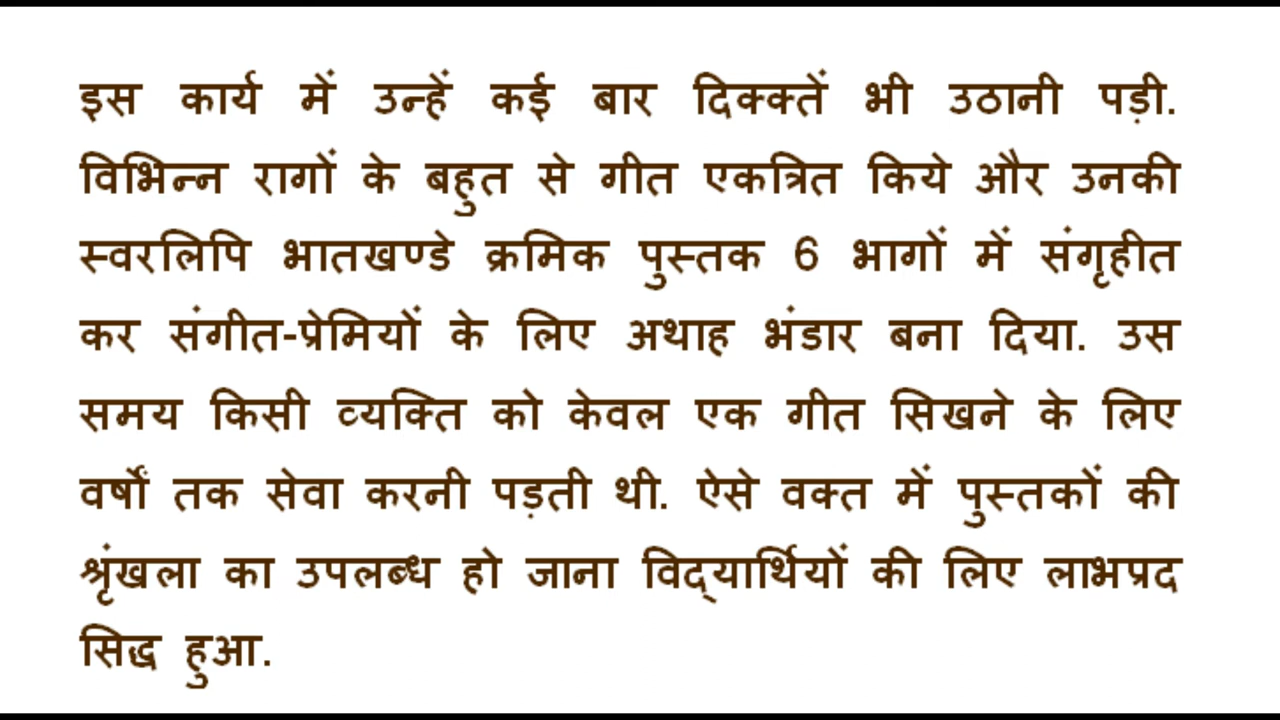 इस कार्य में उन्हें कई बार दिक्क्तें भी उठानी पड़ी.
विभिन्न रागों के बहुत से गीत एकत्रित किये और उनकी
स्वरलिपि भातखण्डे क्रमिक पुस्तक 6 भागों में संगृहीत
कर संगीत-प्रेमियों के लिए अथाह भंडार बना दिया. उस
समय किसी व्यक्ति को केवल एक गीत सिखने के लिए
वर्षों तक सेवा करनी पड़ती थी. ऐसे वक्त में पुस्तकों की
श्रृंखला का उपलब्ध हो जाना विद्यार्थियों की लिए लाभप्रद
सिद्ध हुआ.